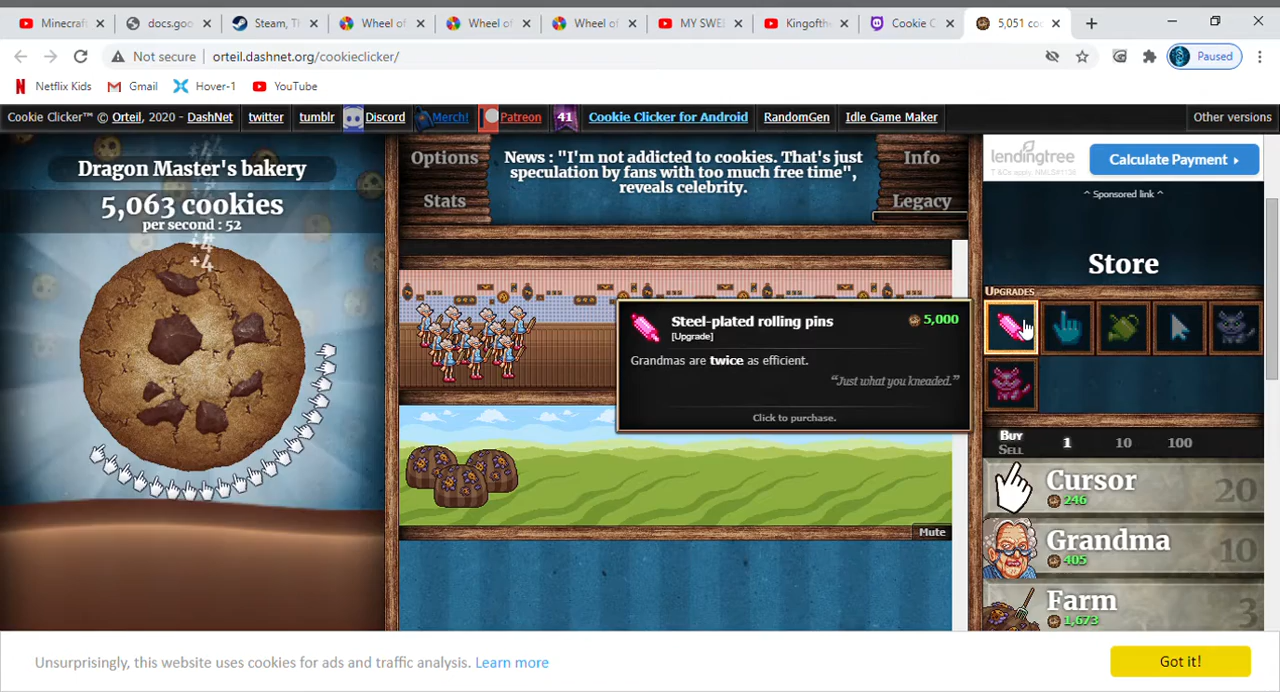 Minecraft
docs.goo
Steam, Th
Wheel of
Wheel of
Wheel of
MY SWE
Kingofthe
Cookie C
5,051 coo
Not secure | orteil.dashnet.org/cookieclicker/
Paused
Netflix Kids
Gmail
Hover-1
YouTube
Cookie Clicker™ © Orteil, 2020 - DashNet
twitter
tumblr
Discord
Merch!
Patreon
41
Cookie Clicker for Android
RandomGen
Idle Game Maker
Other versions
Dragon Master's bakery
5,063 cookies
per second : 52
+4
+4
Options
Stats
News : "I'm not addicted to cookies. That's just
speculation by fans with too much free time",
reveals celebrity.
Info
Legacy
lendingtree
T & Cs apply. NMLS#1136
Calculate Payment
^ Sponsored link ^
Store
UPGRADES
Steel-plated rolling pins
5,000
[Upgrade]
Grandmas are twice as efficient.
“Just what you kneaded.”
Click to purchase.
BUY
SELL
1
10
100
Cursor
246
20
Grandma
405
10
Farm
1,673
3
Mute
Unsurprisingly, this website uses cookies for ads and traffic analysis. Learn more
Got it!